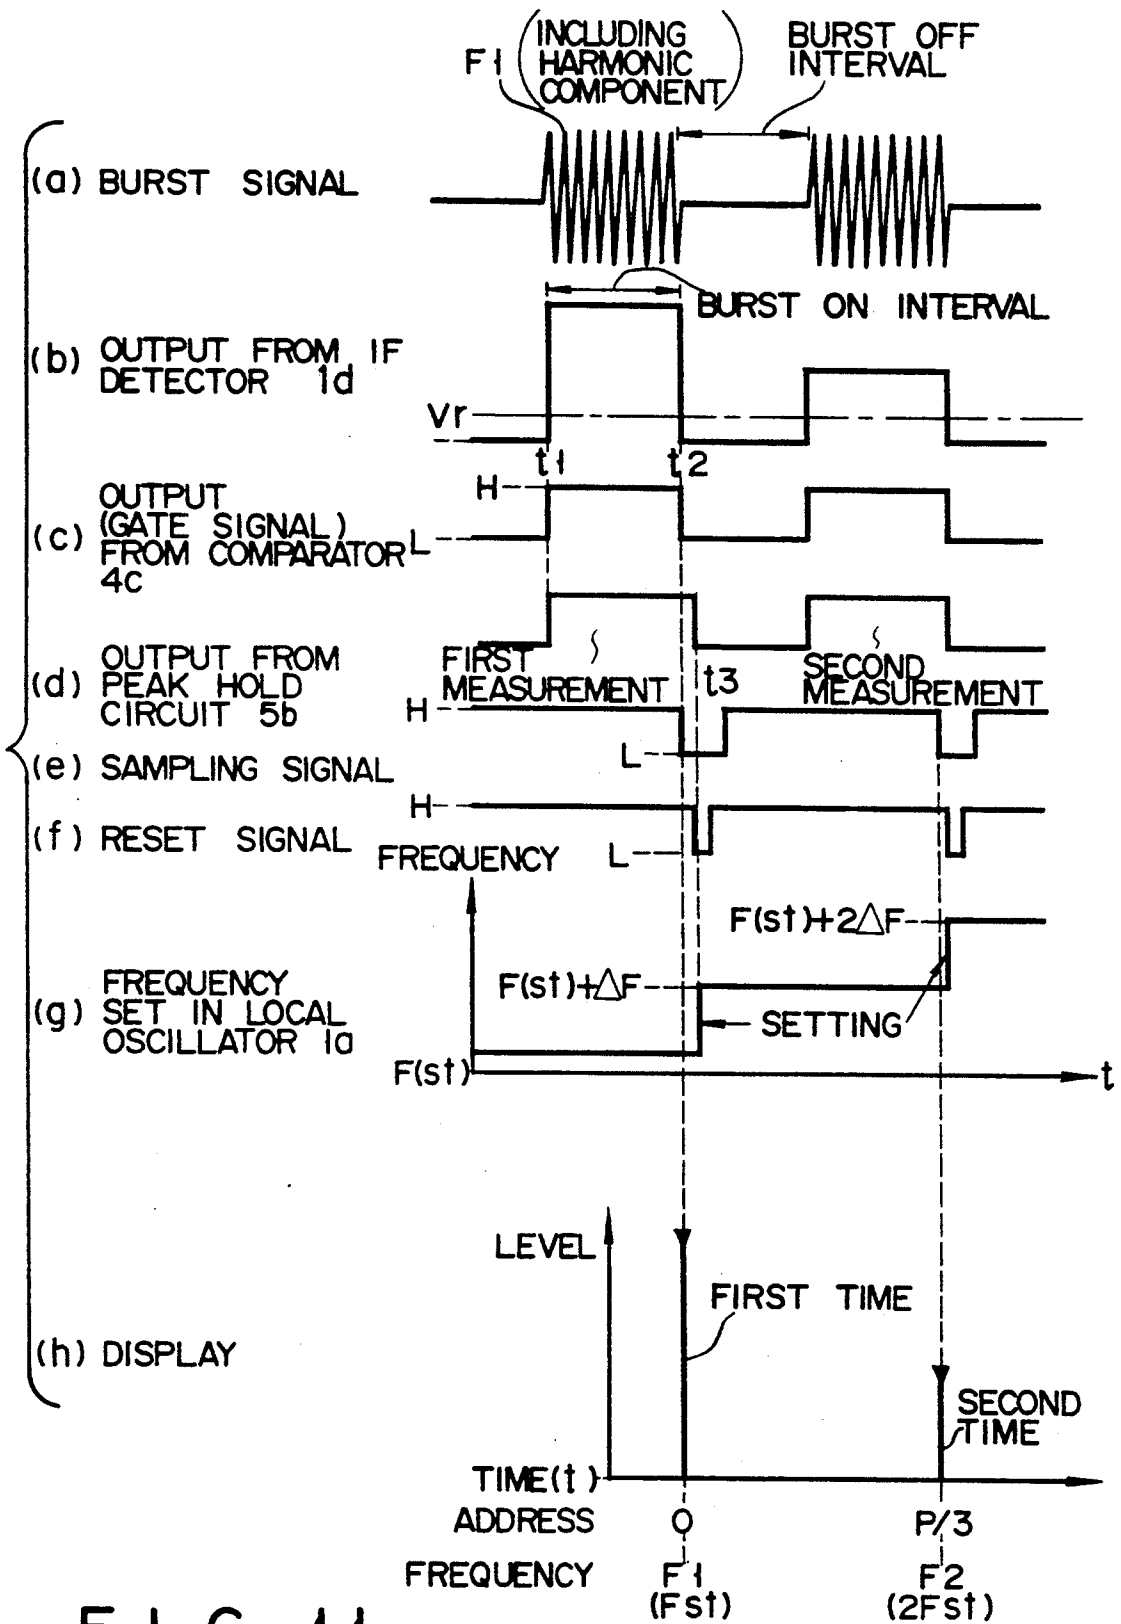 F1
(INCLUDING
HARMONIC
COMPONENT)
BURST OFF
INTERVAL
(a) BURST SIGNAL
BURST ON INTERVAL
(b) OUTPUT FROM IF
DETECTOR 1d
Vr
t1
t2
(c) OUTPUT
(GATE SIGNAL)
FROM COMPARATOR
4c
H
L
(d) OUTPUT FROM
PEAK HOLD
CIRCUIT 5b
FIRST
MEASUREMENT
t3
SECOND
MEASUREMENT
H
L
(e) SAMPLING SIGNAL
H
L
(f) RESET SIGNAL
FREQUENCY
F(st)+2△F
F(st)+△F
SETTING
(g) FREQUENCY
SET IN LOCAL
OSCILLATOR 1a
F(st)
t
LEVEL
FIRST TIME
(h) DISPLAY
SECOND
TIME
TIME(t)
ADDRESS 0 P/3
FREQUENCY F1 F2
(Fst) (2Fst)